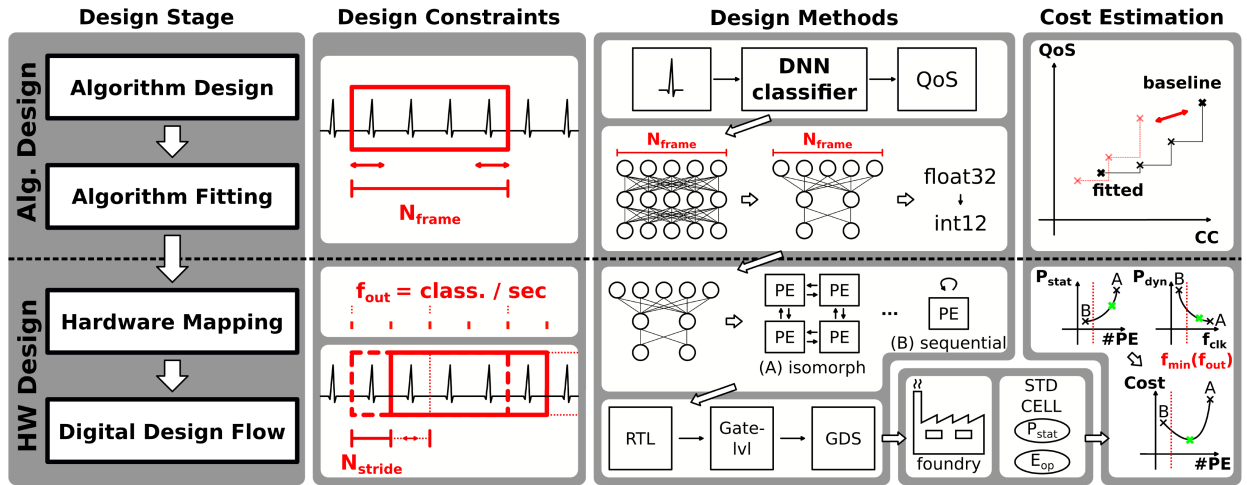 Design Stage
Design Constraints
Design Methods
Cost Estimation
Alg. Design
HW Design
Algorithm Design
Algorithm Fitting
Hardware Mapping
Digital Design Flow
Nframe
fout = class. / sec
Nstride
DNN
classifier
QoS
Nframe
Nframe
float32
int12
PE
PE
PE
PE
...
PE
(A) isomorph
(B) sequential
RTL
Gate-
lvl
GDS
foundry
STD
CELL
Pstat
Eop
QoS
baseline
fitted
CC
Pstat
A
B
#PE
Pdyn
B
A
fclk
fmin(fout)
Cost
A
B
#PE